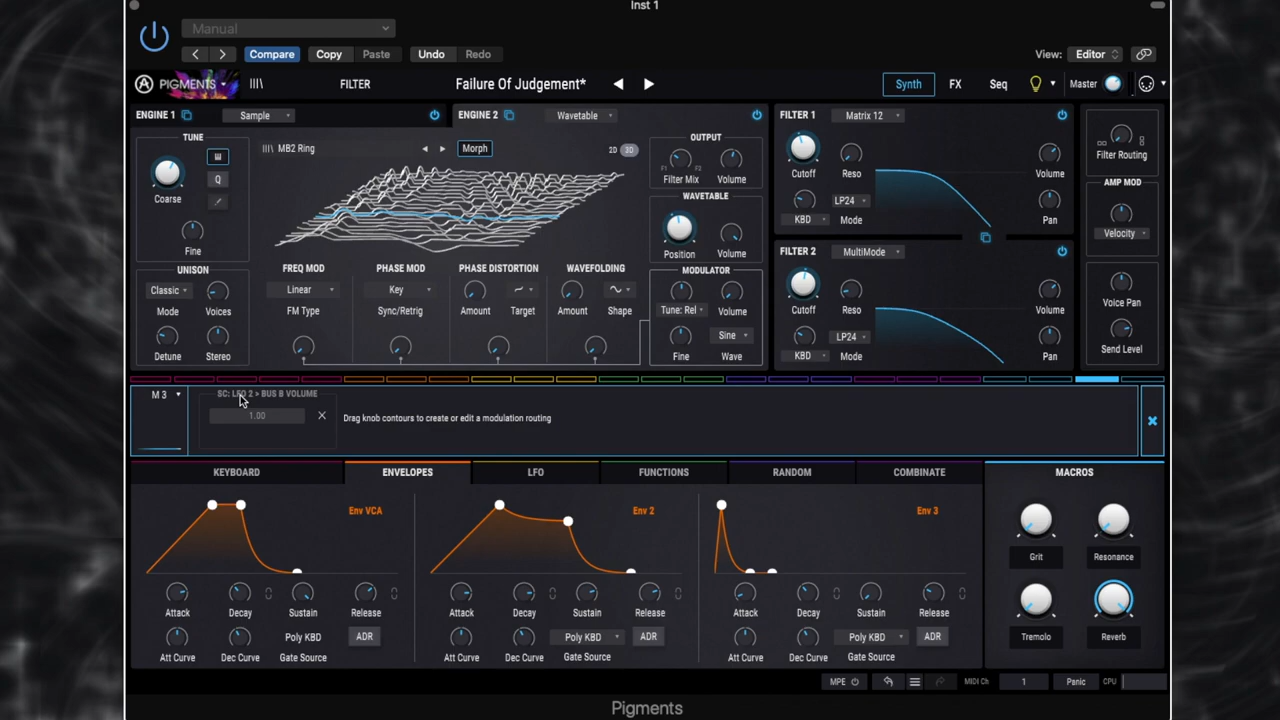 Inst 1
Manual
Compare Copy Paste Undo Redo View: Editor
PIGMENTS FILTER Failure Of Judgement* Synth FX Seq Master
ENGINE 1 Sample ENGINE 2 Wavetable FILTER 1 Matrix 12
TUNE
Coarse
Q
Fine
MB2 Ring Morph 2D 3D
OUTPUT
Filter Mix Volume
F1 F2
WAVETABLE
Position Volume
UNISON
Classic
Mode Voices
Detune Stereo
FREQ MOD
Linear
FM Type
PHASE MOD
Key
Sync/Retrig
PHASE DISTORTION
Amount Target
WAVEFOLDING
Amount Shape
MODULATOR
Tune: Rel Volume
Sine
Fine Wave
Cutoff Reso Volume
LP24
KBD Mode Pan
FILTER 2 MultiMode
Cutoff Reso Volume
LP24
KBD Mode Pan
Filter Routing
AMP MOD
Velocity
Voice Pan
Send Level
M 3
SC: LFO 2 > BUS B VOLUME
1.00
Drag knob contours to create or edit a modulation routing
KEYBOARD ENVELOPES LFO FUNCTIONS RANDOM COMBINATE MACROS
Env VCA
Attack Decay Sustain Release
Att Curve Dec Curve Poly KBD ADR
Gate Source
Env 2
Attack Decay Sustain Release
Att Curve Dec Curve Poly KBD ADR
Gate Source
Env 3
Attack Decay Sustain Release
Att Curve Dec Curve Poly KBD ADR
Gate Source
Grit Resonance
Tremolo Reverb
MPE MIDI Ch 1 Panic CPU
Pigments